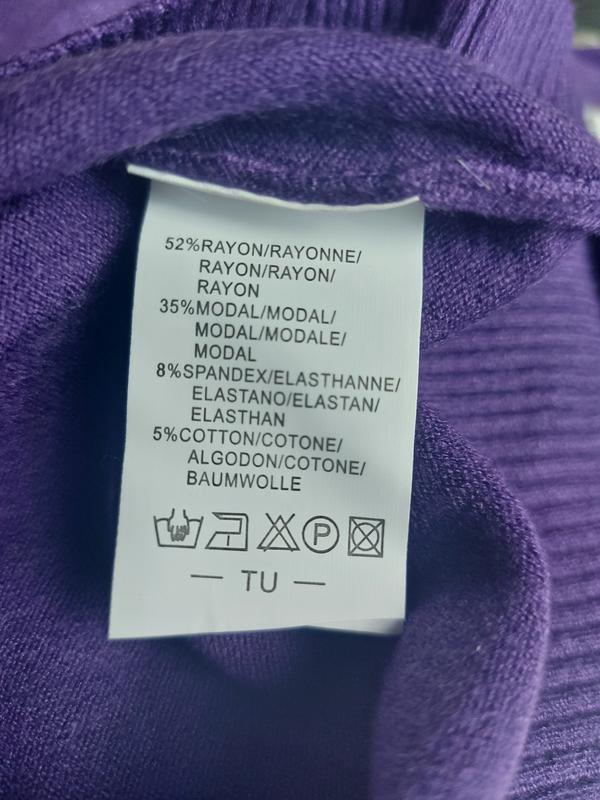 52%RAYON/RAYONNE/
RAYON/RAYON/
RAYON
35%MODAL/MODAL/
MODAL/MODALE/
MODAL
8%SPANDEX/ELASTHANNE/
ELASTANO/ELASTAN/
ELASTHAN
5%COTTON/COTONE/
ALGODON/COTONE/
BAUMWOLLE
P
— TU —